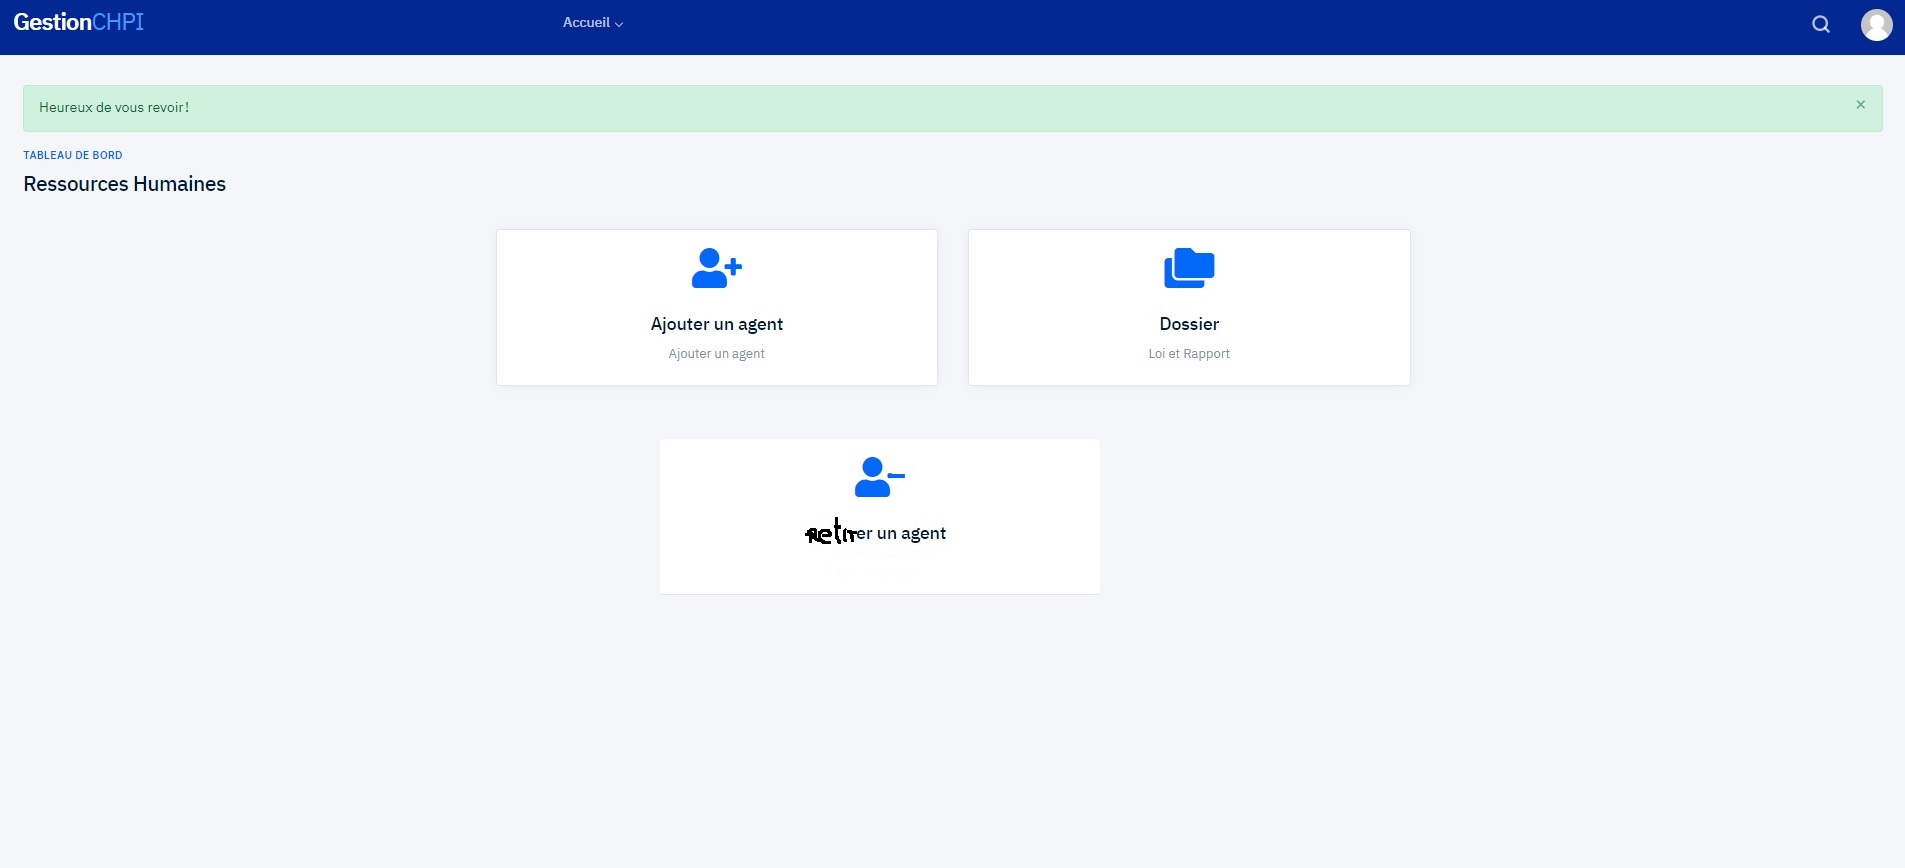 GestionCHPI
Accueil
Heureux de vous revoir!
TABLEAU DE BORD
Ressources Humaines
Ajouter un agent
Ajouter un agent
Dossier
Loi et Rapport
Retirer un agent